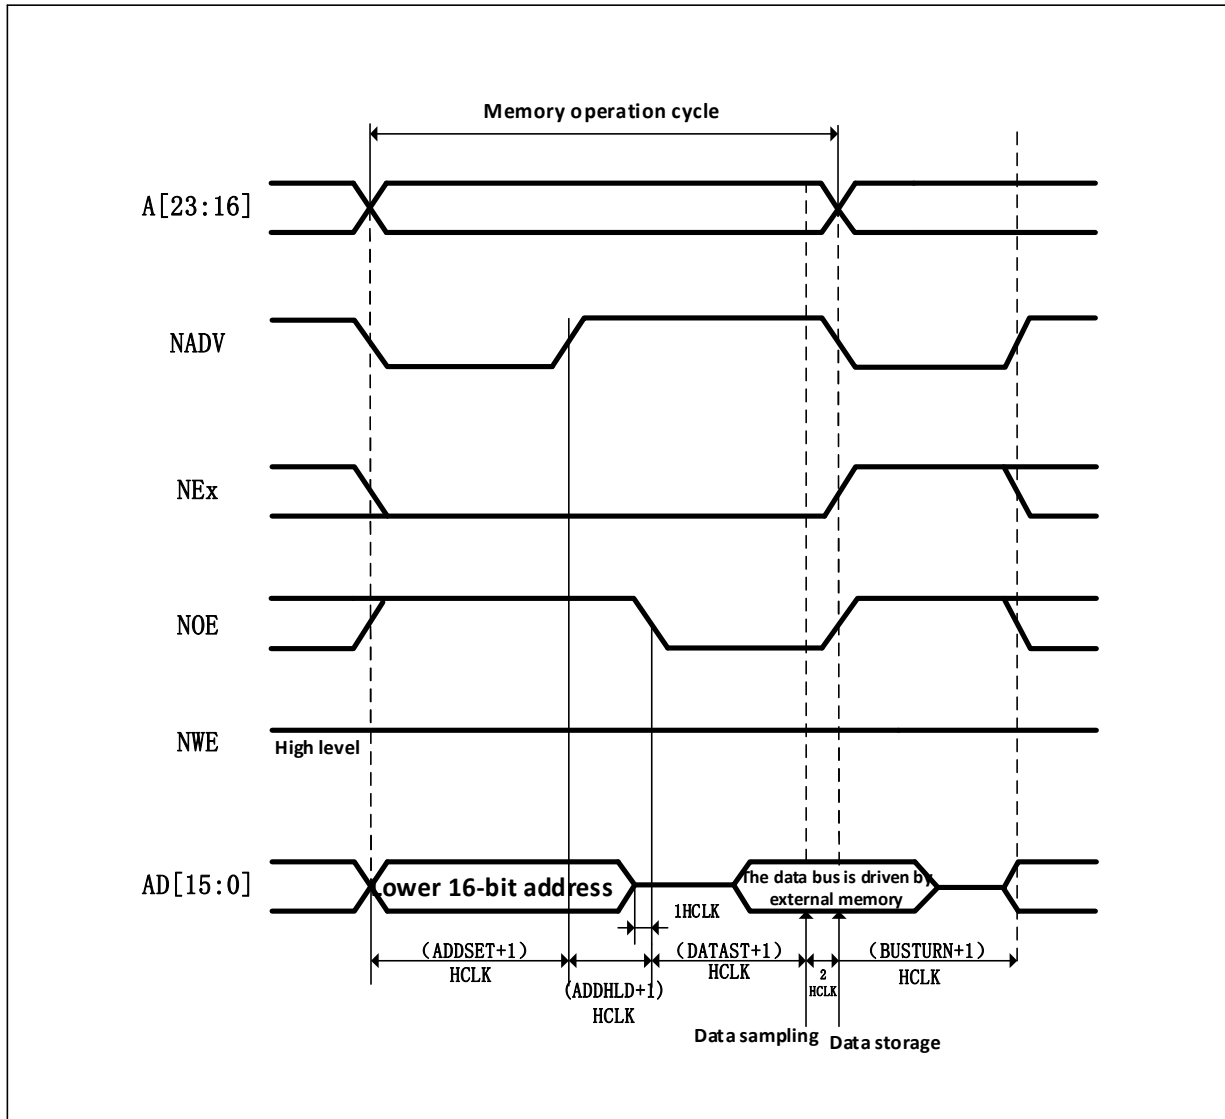 Memory operation cycle
A[23:16]
NADV
NEx
NOE
NWE
High level
AD[15:0]
Lower 16-bit address
The data bus is driven by
external memory
1HCLK
(ADDSET+1)
HCLK
(ADDHLD+1)
HCLK
(DATAST+1)
HCLK
2
HCLK
(BUSTURN+1)
HCLK
Data sampling
Data storage